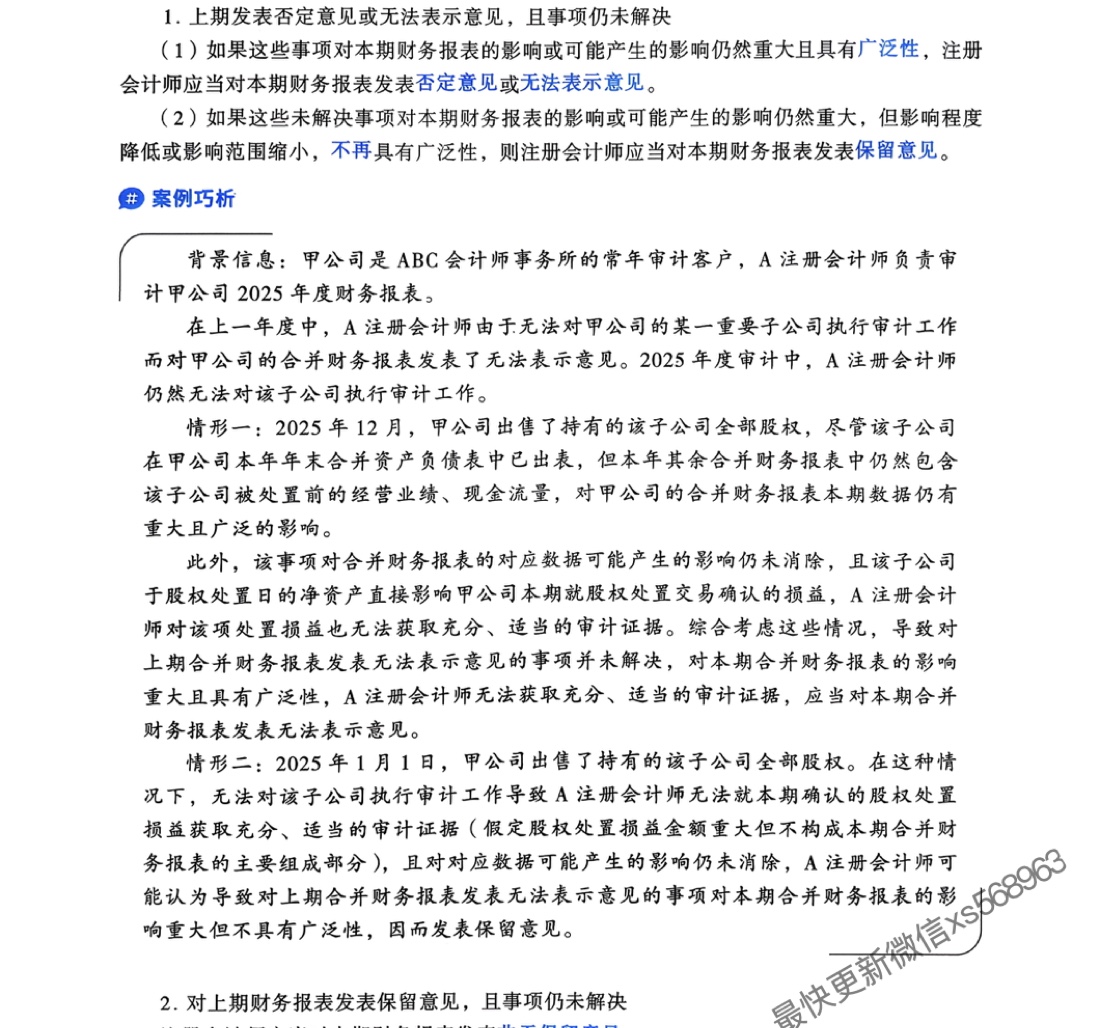 1. 上期发表否定意见或无法表示意见，且事项仍未解决
（1）如果这些事项对本期财务报表的影响或可能产生的影响仍然重大且具有广泛性，注册
会计师应当对本期财务报表发表否定意见或无法表示意见。
（2）如果这些未解决事项对本期财务报表的影响或可能产生的影响仍然重大，但影响程度
降低或影响范围缩小，不再具有广泛性，则注册会计师应当对本期财务报表发表保留意见。
# 案例巧析
背景信息：甲公司是 ABC 会计师事务所的常年审计客户，A 注册会计师负责审
计甲公司 2025 年度财务报表。
在上一年度中，A 注册会计师由于无法对甲公司的某一重要子公司执行审计工作
而对甲公司的合并财务报表发表了无法表示意见。2025 年度审计中，A 注册会计师
仍然无法对该子公司执行审计工作。
情形一：2025 年 12 月，甲公司出售了持有的该子公司全部股权，尽管该子公司
在甲公司本年年末合并资产负债表中已出表，但本年其余合并财务报表中仍然包含
该子公司被处置前的经营业绩、现金流量，对甲公司的合并财务报表本期数据仍有
重大且广泛的影响。
此外，该事项对合并财务报表的对应数据可能产生的影响仍未消除，且该子公司
于股权处置日的净资产直接影响甲公司本期就股权处置交易确认的损益，A 注册会计
师对该项处置损益也无法获取充分、适当的审计证据。综合考虑这些情况，导致对
上期合并财务报表发表无法表示意见的事项并未解决，对本期合并财务报表的影响
重大且具有广泛性，A 注册会计师无法获取充分、适当的审计证据，应当对本期合并
财务报表发表无法表示意见。
情形二：2025 年 1 月 1 日，甲公司出售了持有的该子公司全部股权。在这种情
况下，无法对该子公司执行审计工作导致 A 注册会计师无法就本期确认的股权处置
损益获取充分、适当的审计证据（假定股权处置损益金额重大但不构成本期合并财
务报表的主要组成部分），且对对应数据可能产生的影响仍未消除，A 注册会计师可
能认为导致对上期合并财务报表发表无法表示意见的事项对本期合并财务报表的影
响重大但不具有广泛性，因而发表保留意见。
最快更新微信xs568963
2. 对上期财务报表发表保留意见，且事项仍未解决